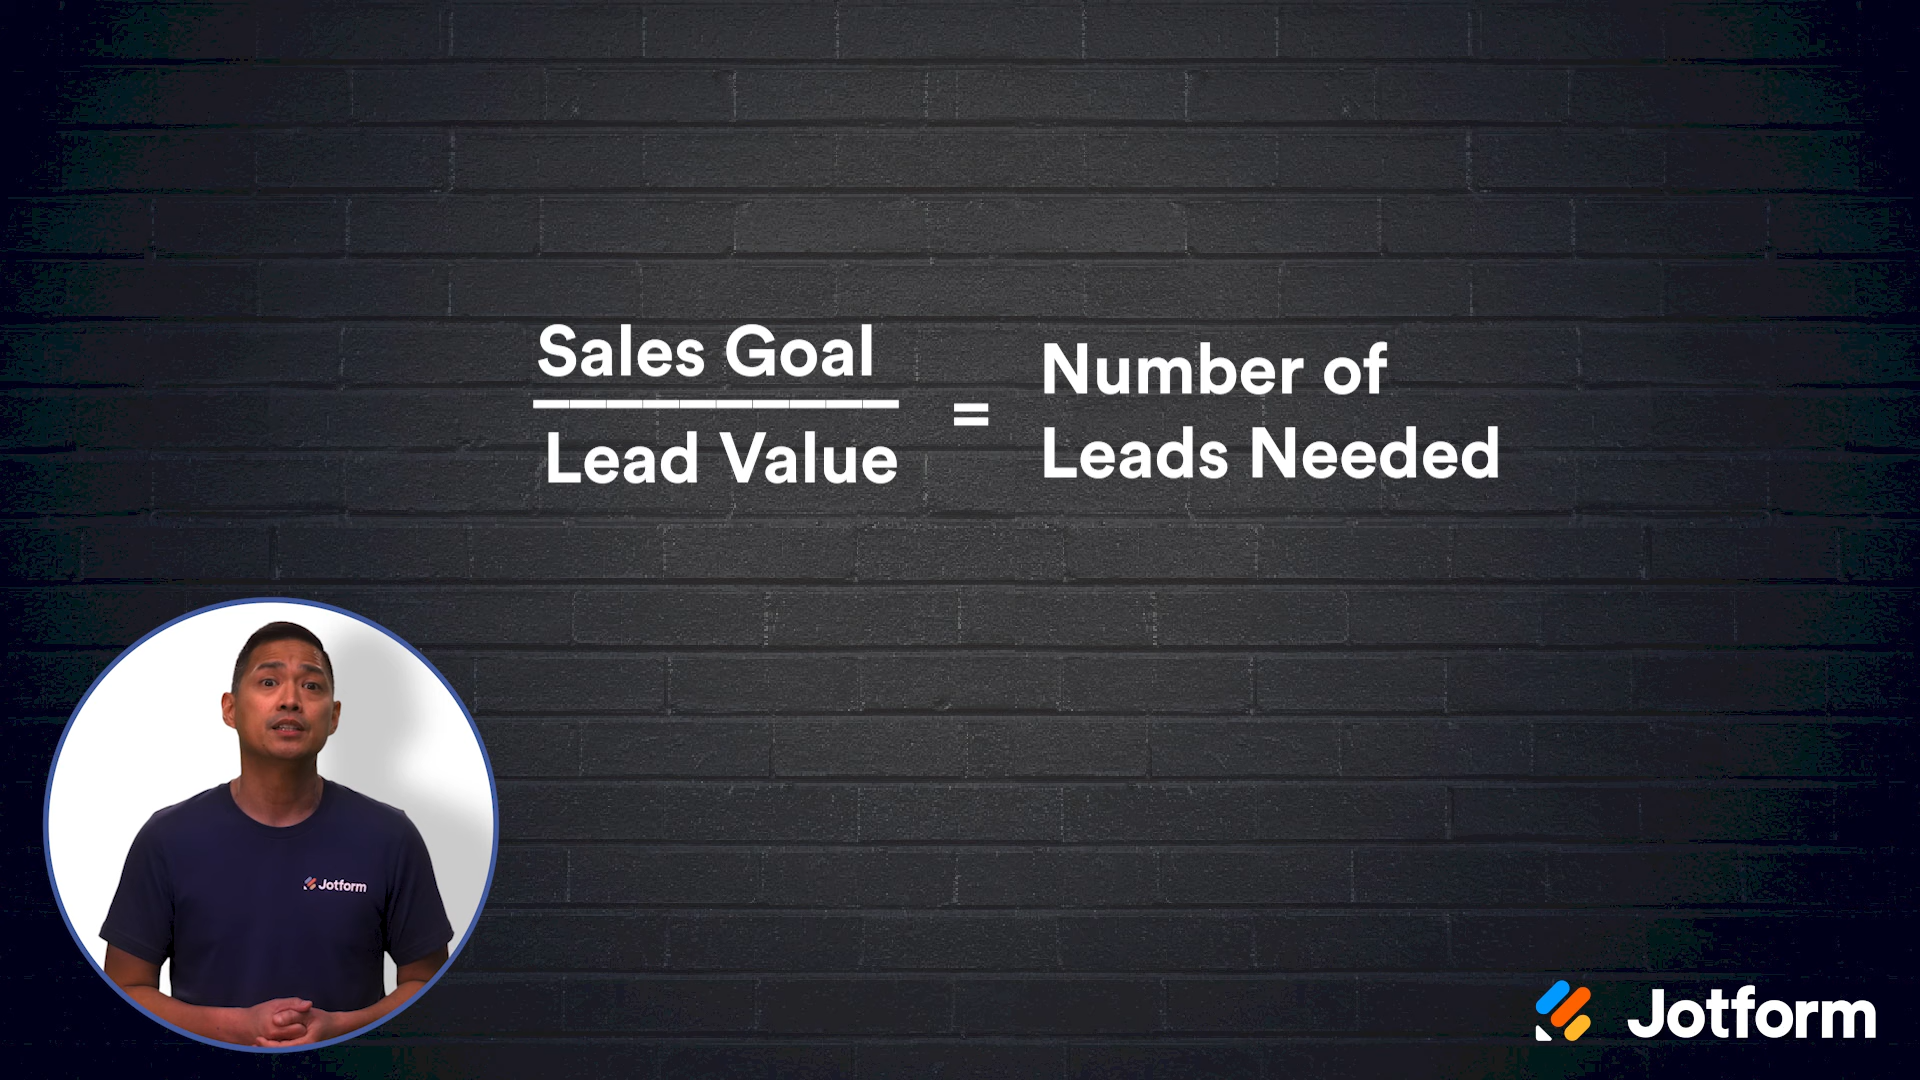 Sales Goal
Lead Value
=
Number of
Leads Needed
Jotform
Jotform